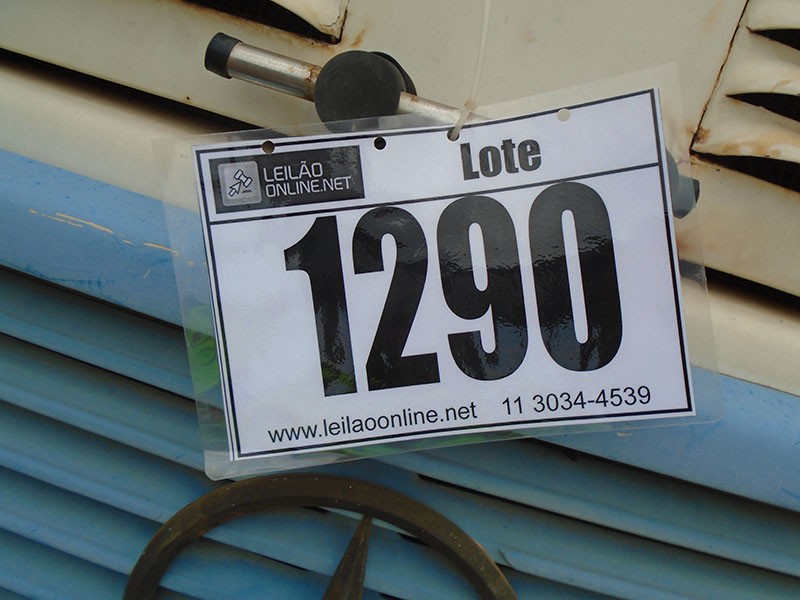 LEILÃO
ONLINE.NET
Lote
1290
www.leilaoonline.net 11 3034-4539